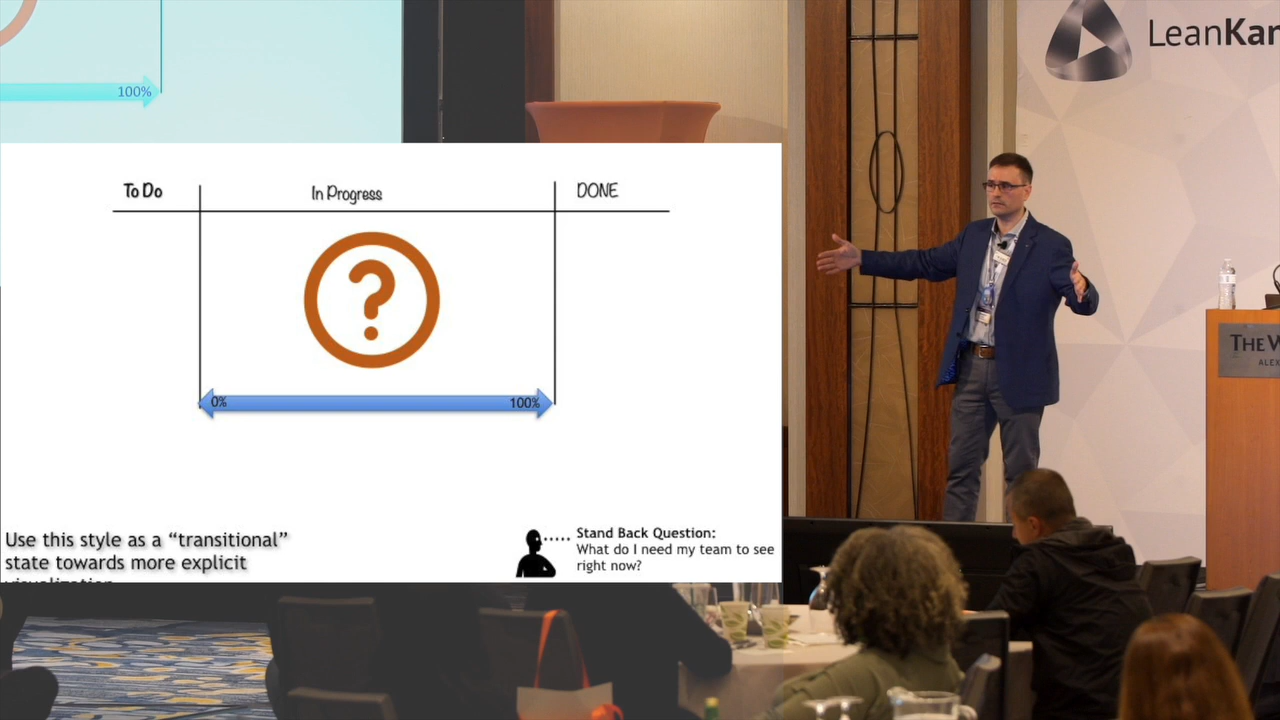 100%
LeanKan
To Do
In Progress
DONE
0%
100%
THE W
ALEX
Use this style as a “transitional”
state towards more explicit
Stand Back Question:
What do I need my team to see
right now?